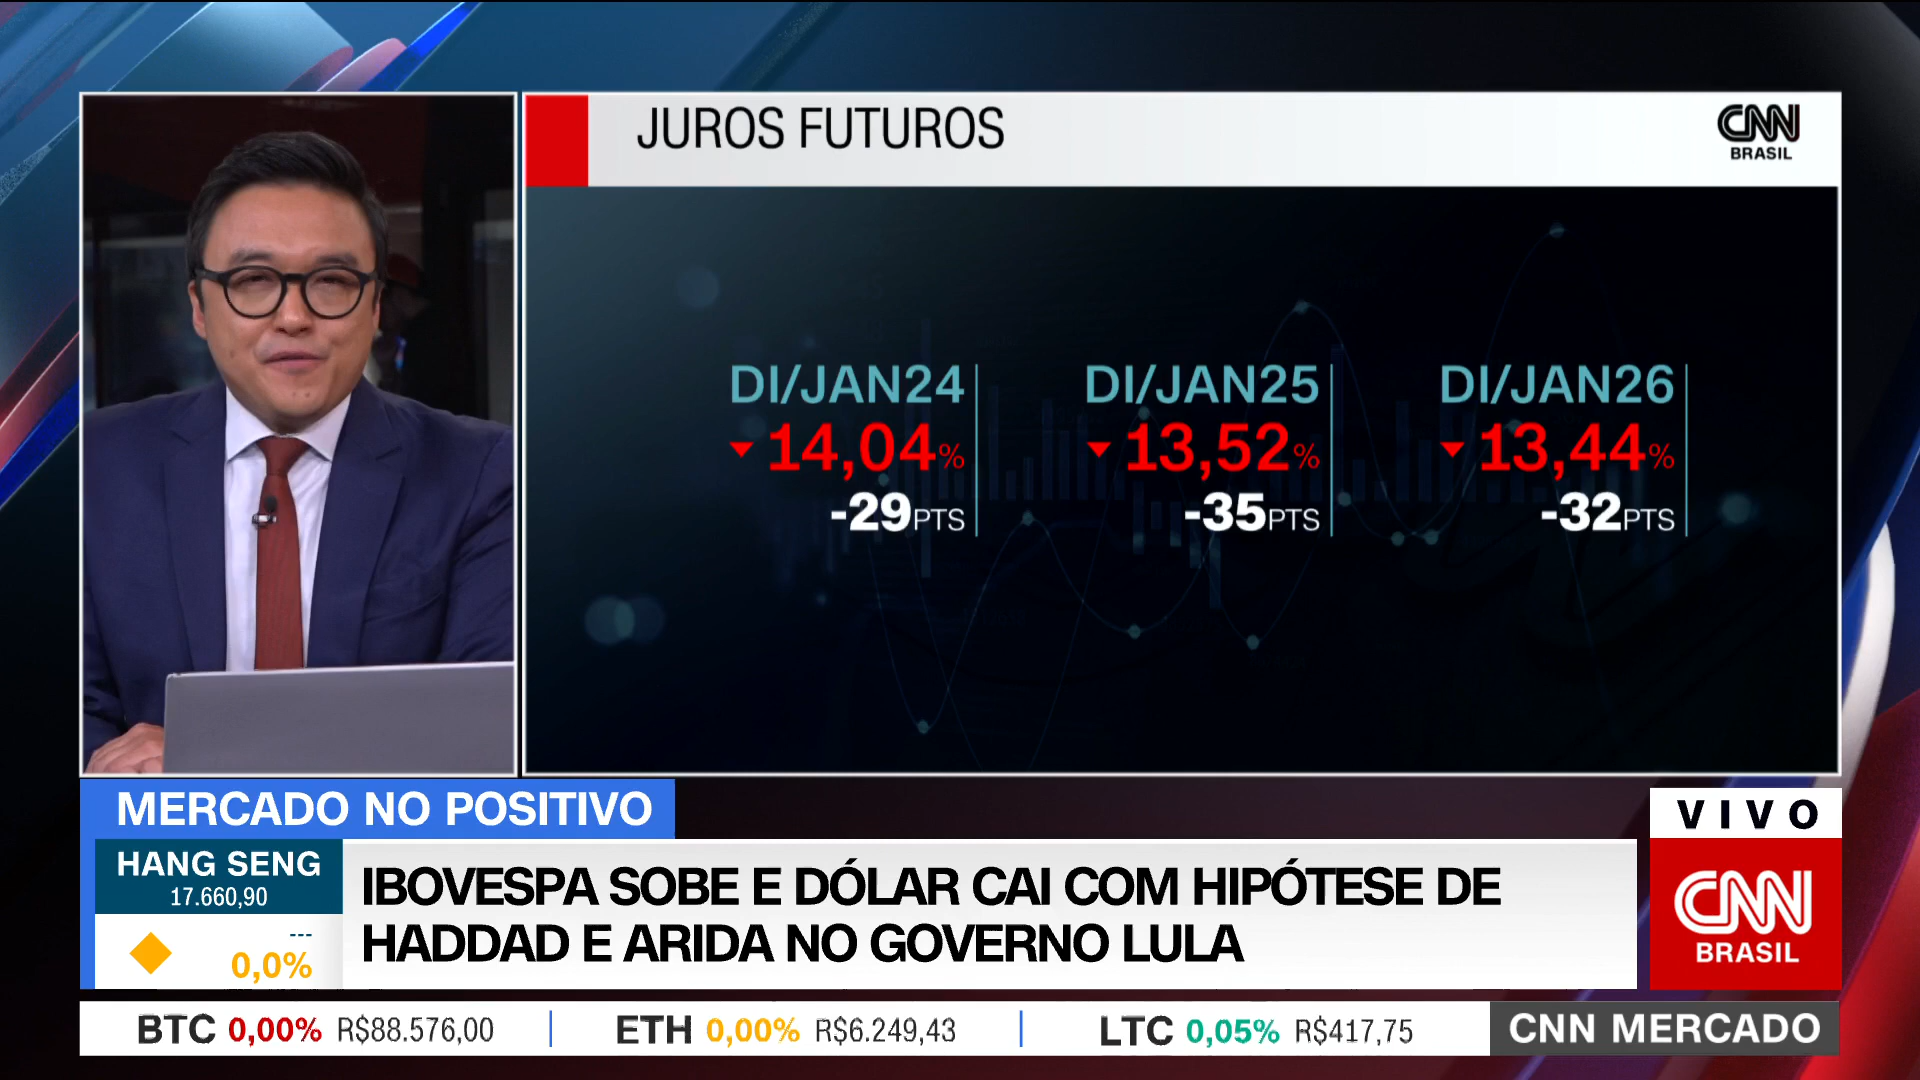 JUROS FUTUROS
CNN
BRASIL
DI/JAN24
14,04%
-29PTS
DI/JAN25
13,52%
-35PTS
DI/JAN26
13,44%
-32PTS
MERCADO NO POSITIVO
VIVO
HANG SENG
17.660,90
---
0,0%
IBOVESPA SOBE E DÓLAR CAI COM HIPÓTESE DE
HADDAD E ARIDA NO GOVERNO LULA
CNN
BRASIL
BTC 0,00% R$88.576,00 ETH 0,00% R$6.249,43 LTC 0,05% R$417,75 CNN MERCADO